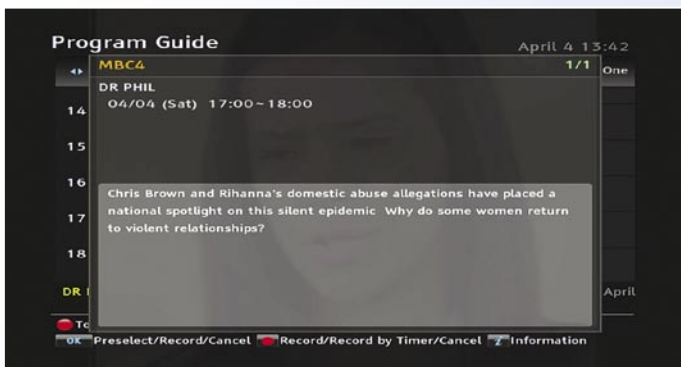 Program Guide
April 4 13:42
MBC4
1/1
One
DR PHIL
04/04 (Sat) 17:00~18:00
14
15
16
17
18
Chris Brown and Rihanna's domestic abuse allegations have placed a
national spotlight on this silent epidemic Why do some women return
to violent relationships?
DR
April
OK Preselect/Record/Cancel Record/Record by Timer/Cancel i Information